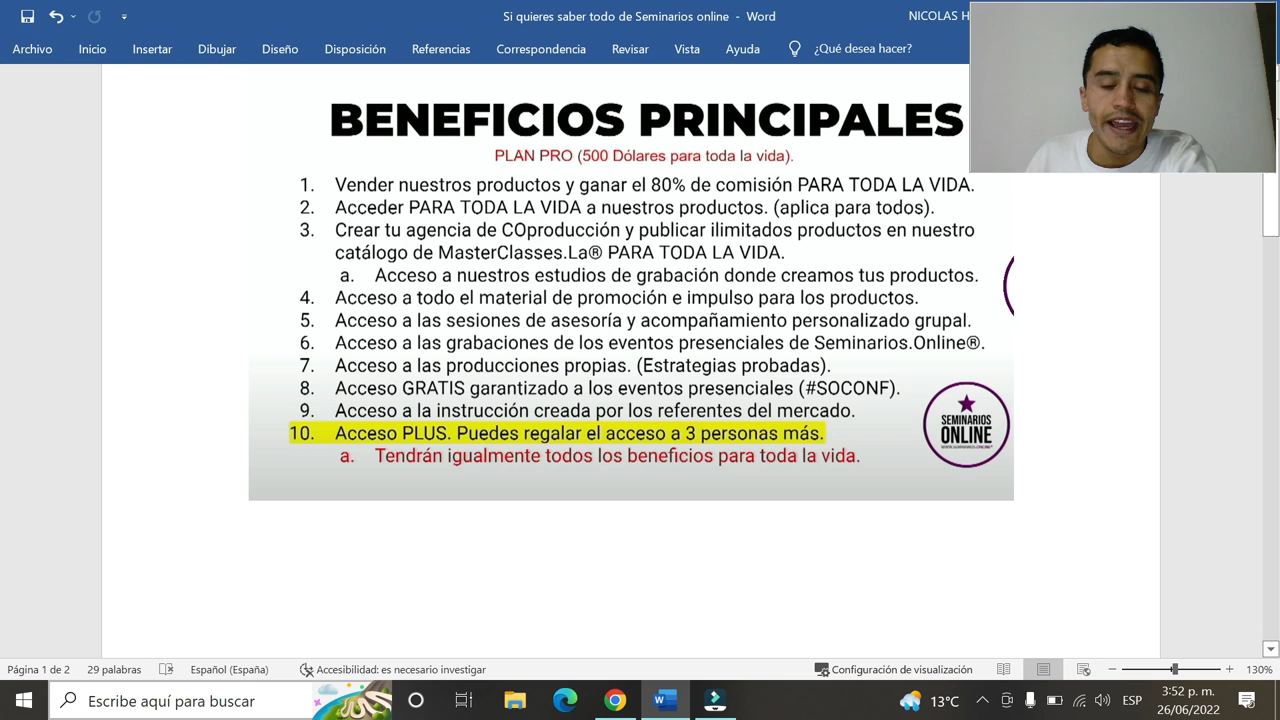 Si quieres saber todo de Seminarios online - Word
NICOLAS H
Archivo Inicio Insertar Dibujar Diseño Disposición Referencias Correspondencia Revisar Vista Ayuda ¿Qué desea hacer?
BENEFICIOS PRINCIPALES
PLAN PRO (500 Dólares para toda la vida).
1. Vender nuestros productos y ganar el 80% de comisión PARA TODA LA VIDA.
2. Acceder PARA TODA LA VIDA a nuestros productos. (aplica para todos).
3. Crear tu agencia de COproducción y publicar ilimitados productos en nuestro
catálogo de MasterClasses.La® PARA TODA LA VIDA.
a. Acceso a nuestros estudios de grabación donde creamos tus productos.
4. Acceso a todo el material de promoción e impulso para los productos.
5. Acceso a las sesiones de asesoría y acompañamiento personalizado grupal.
6. Acceso a las grabaciones de los eventos presenciales de Seminarios.Online®.
7. Acceso a las producciones propias. (Estrategias probadas).
8. Acceso GRATIS garantizado a los eventos presenciales (#SOCONF).
9. Acceso a la instrucción creada por los referentes del mercado.
10. Acceso PLUS. Puedes regalar el acceso a 3 personas más.
a. Tendrán igualmente todos los beneficios para toda la vida.
SEMINARIOS
ONLINE
Página 1 de 2 29 palabras Español (España) Accesibilidad: es necesario investigar Configuración de visualización 130%
Escribe aquí para buscar
13°C ESP
3:52 p. m.
26/06/2022